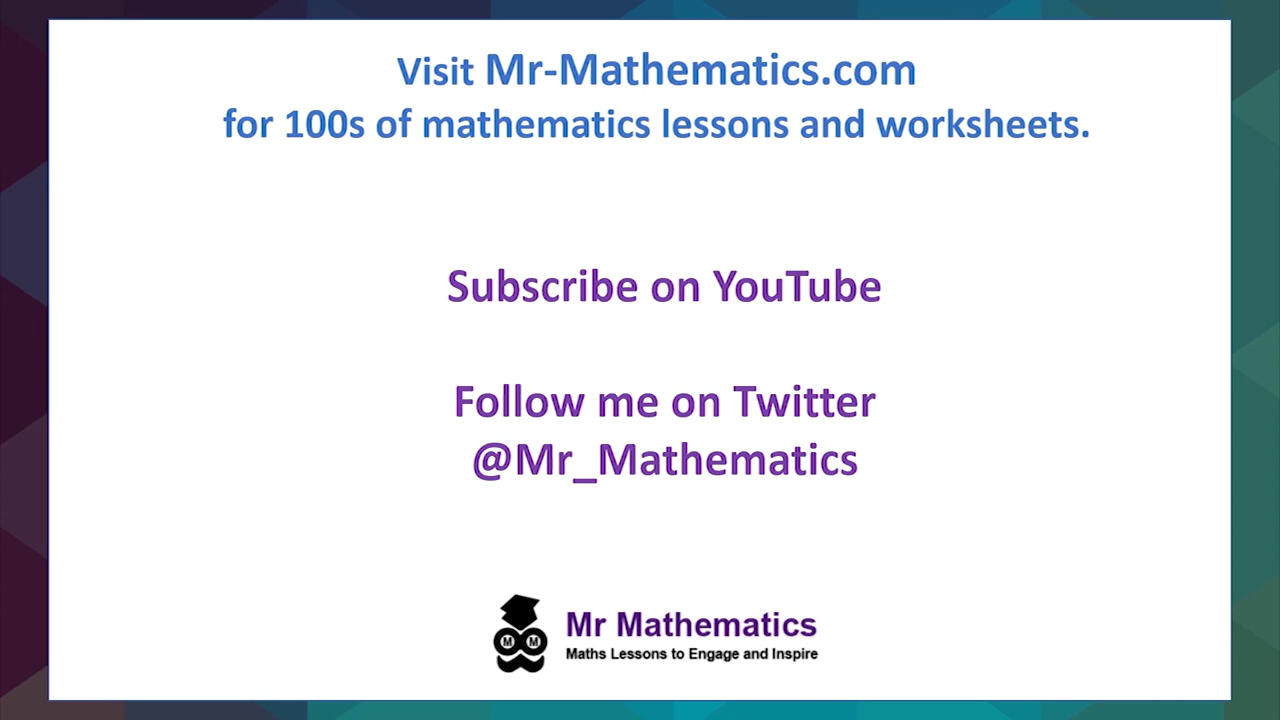 Visit Mr-Mathematics.com
for 100s of mathematics lessons and worksheets.
Subscribe on YouTube
Follow me on Twitter
@Mr_Mathematics
M M
Mr Mathematics
Maths Lessons to Engage and Inspire